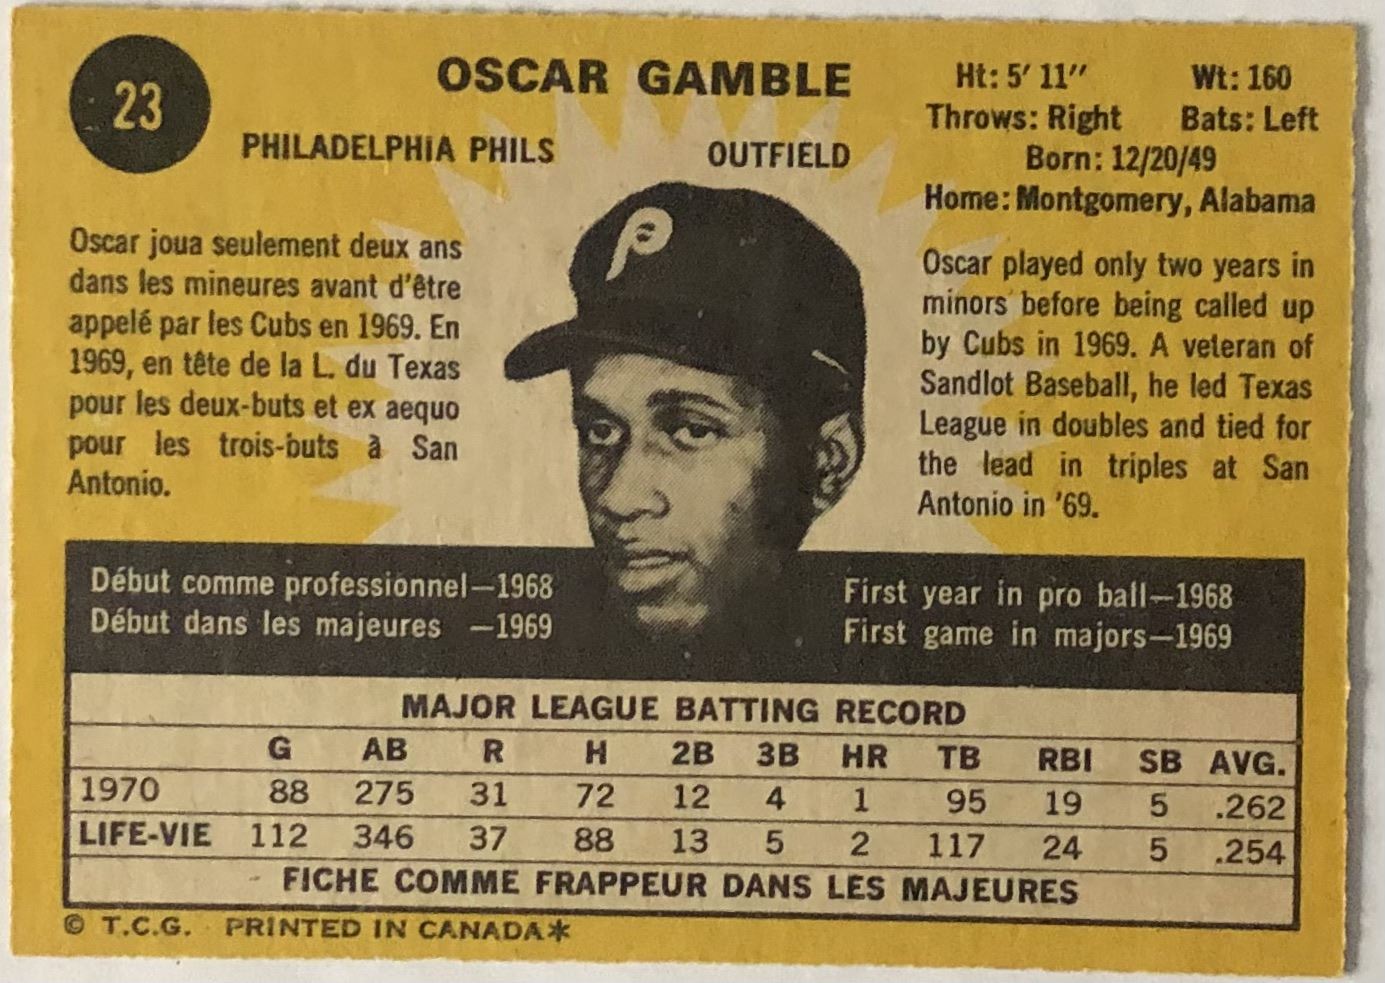 23
OSCAR GAMBLE
PHILADELPHIA PHILS OUTFIELD
Ht: 5' 11" Wt: 160
Throws: Right Bats: Left
Born: 12/20/49
Home: Montgomery, Alabama
Oscar joua seulement deux ans
dans les mineures avant d'être
appelé par les Cubs en 1969. En
1969, en tête de la L. du Texas
pour les deux-buts et ex aequo
pour les trois-buts à San
Antonio.
P
Oscar played only two years in
minors before being called up
by Cubs in 1969. A veteran of
Sandlot Baseball, he led Texas
League in doubles and tied for
the lead in triples at San
Antonio in '69.
Début comme professionnel—1968
Début dans les majeures —1969
First year in pro ball—1968
First game in majors—1969
MAJOR LEAGUE BATTING RECORD
G AB R H 2B 3B HR TB RBI SB AVG.
1970 88 275 31 72 12 4 1 95 19 5 .262
LIFE-VIE 112 346 37 88 13 5 2 117 24 5 .254
FICHE COMME FRAPPEUR DANS LES MAJEURES
© T.C.G. PRINTED IN CANADA*